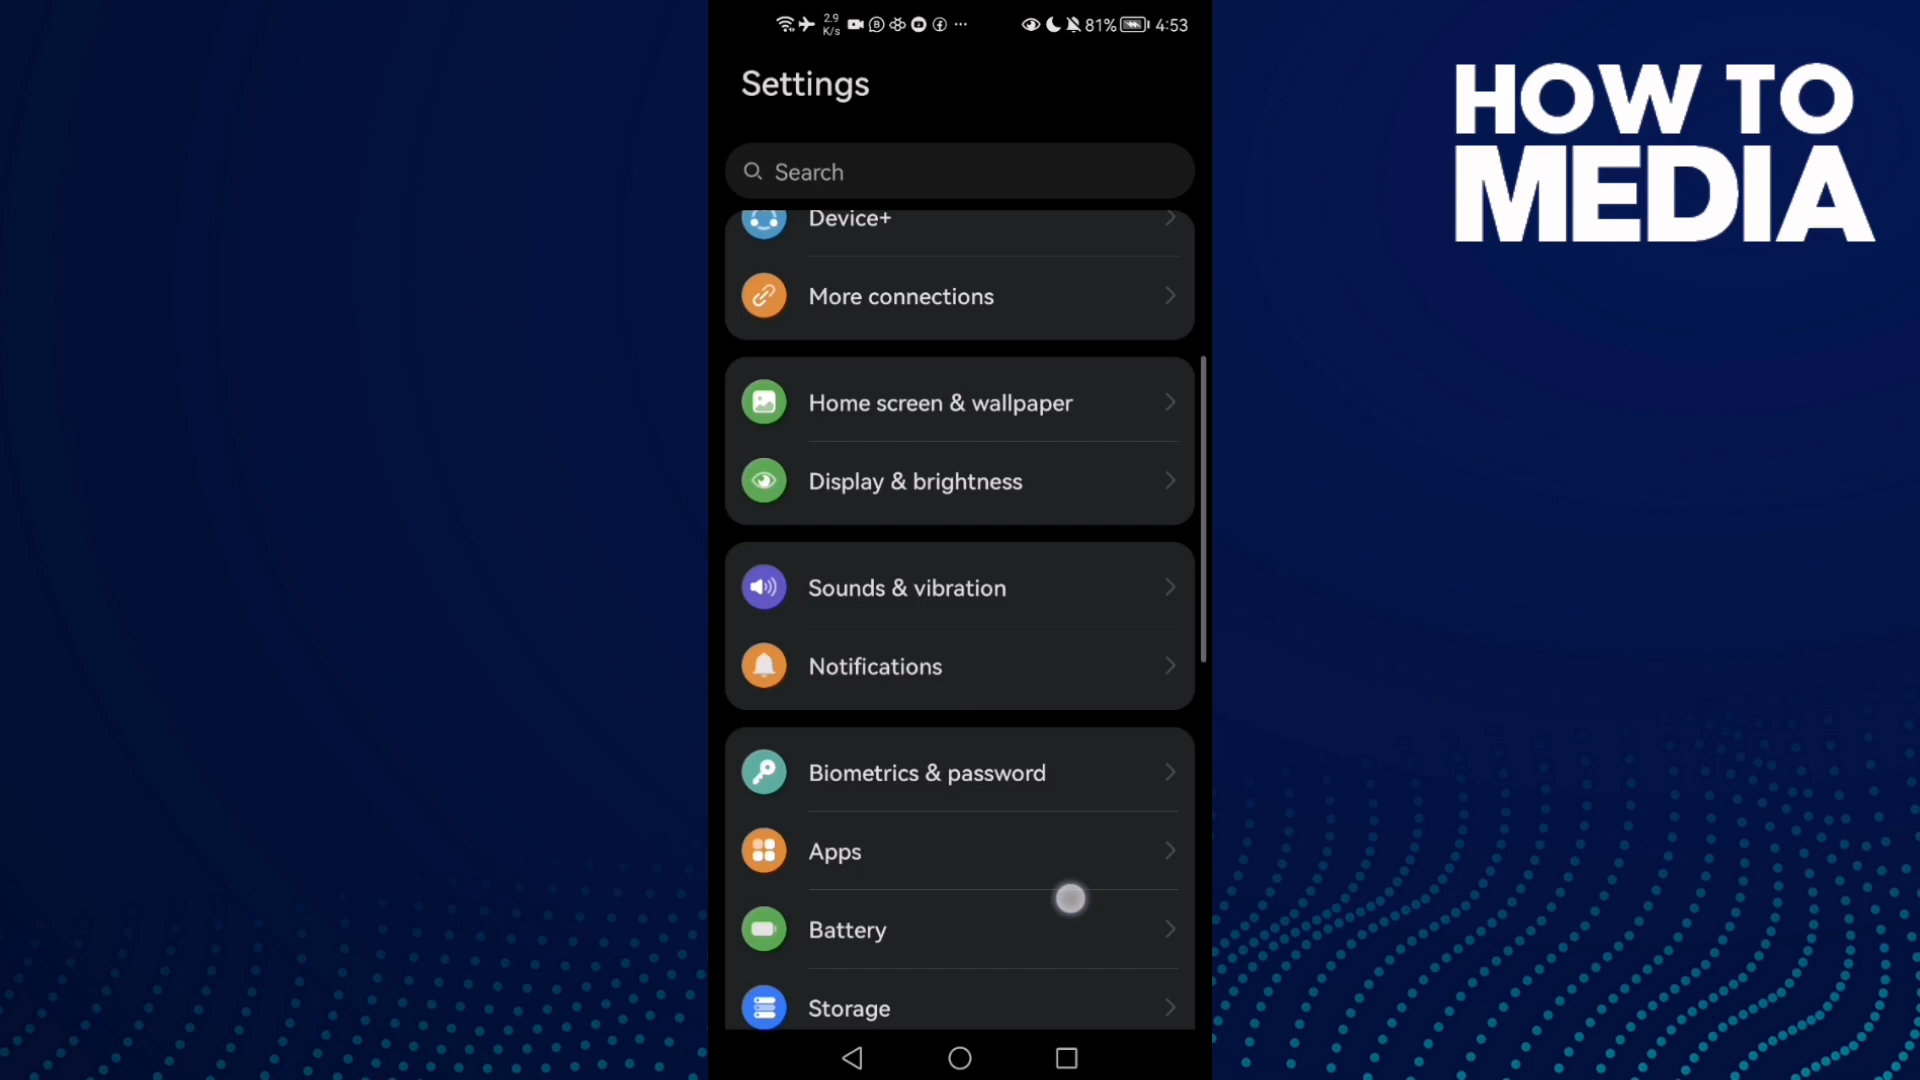 2.9
K/s
81%
4:53
Settings
HOW TO
MEDIA
Search
Device+
More connections
Home screen & wallpaper
Display & brightness
Sounds & vibration
Notifications
Biometrics & password
Apps
Battery
Storage